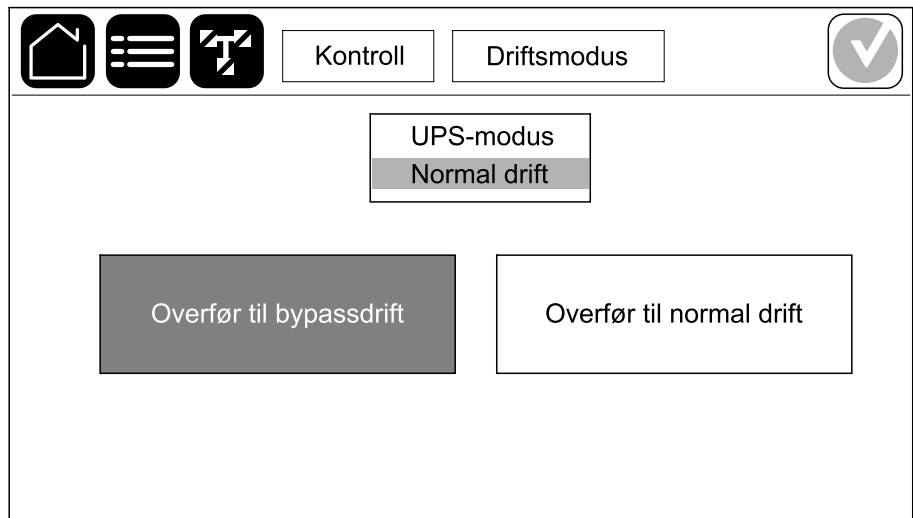 Kontroll
Driftsmodus
UPS-modus
Normal drift
Overfør til bypassdrift
Overfør til normal drift